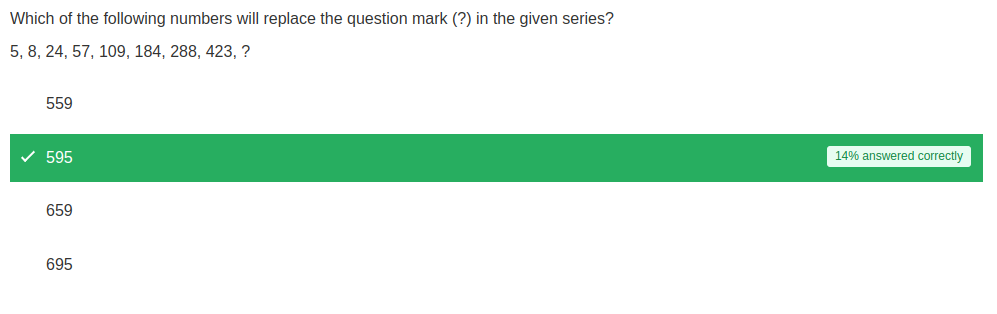 Which of the following numbers will replace the question mark (?) in the given series?
5, 8, 24, 57, 109, 184, 288, 423, ?
559
595
14% answered correctly
659
695